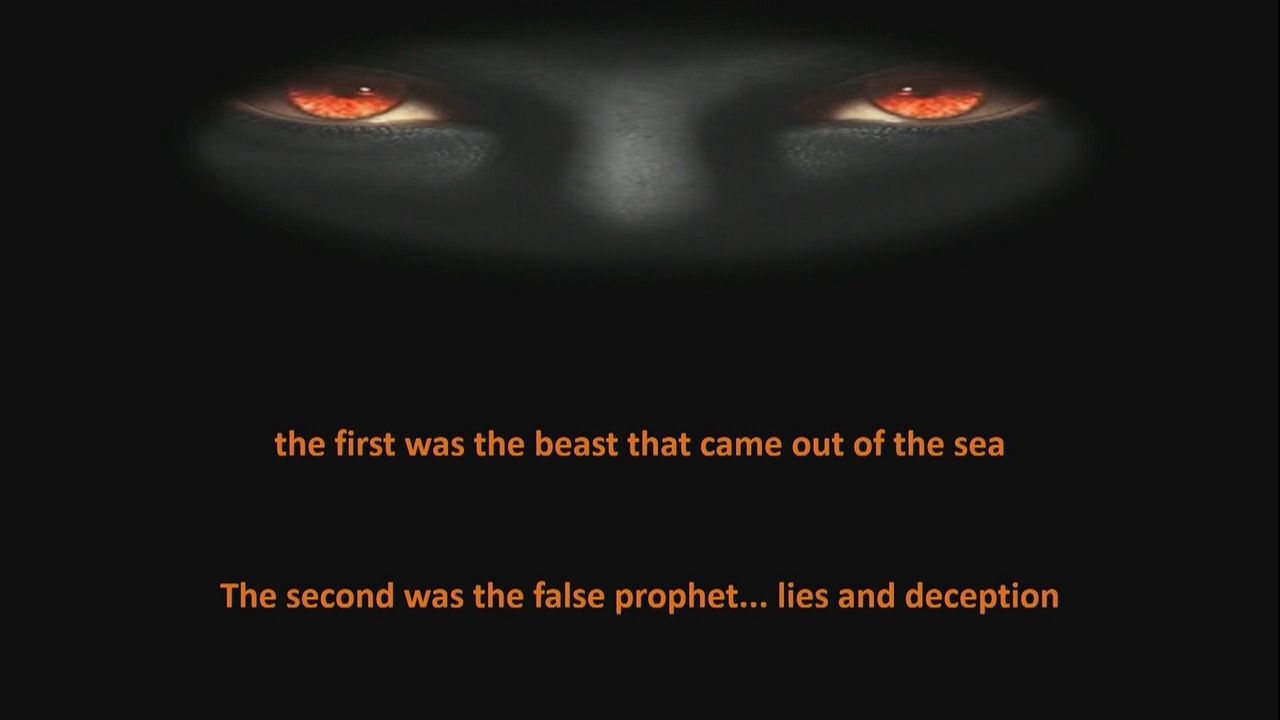 the first was the beast that came out of the sea
The second was the false prophet... lies and deception